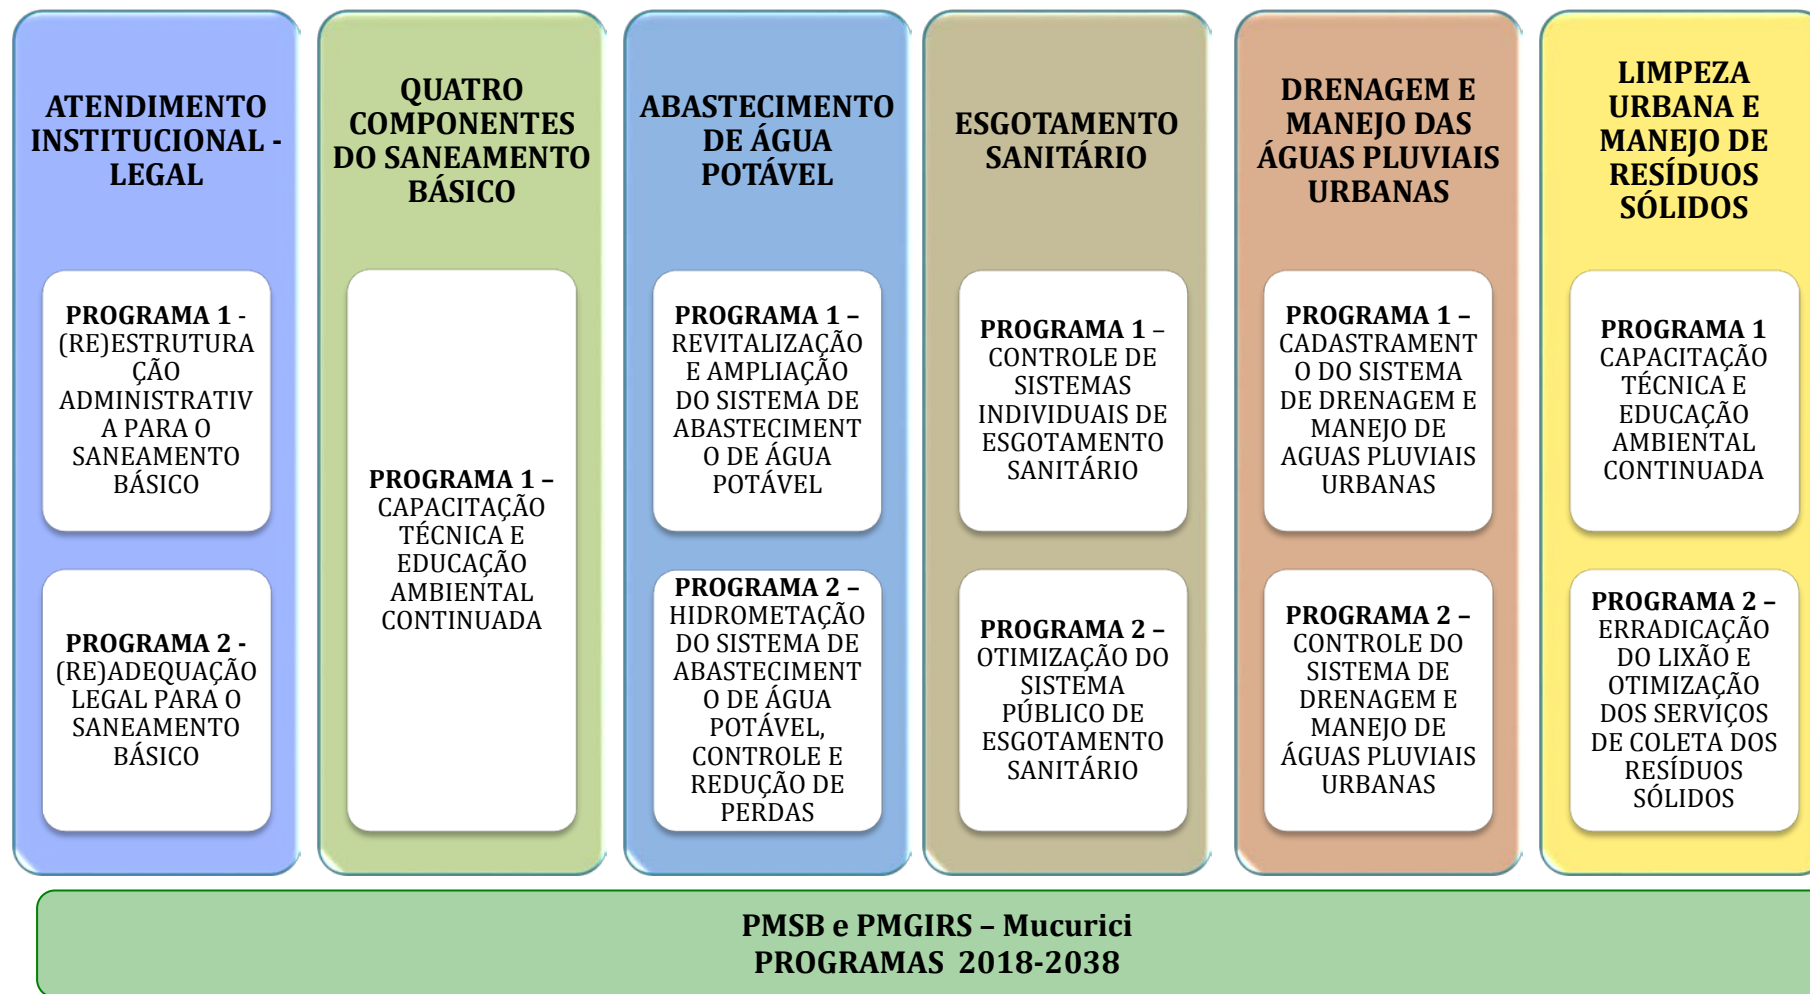 ATENDIMENTO
INSTITUCIONAL -
LEGAL
PROGRAMA 1 -
(RE)ESTRUTURA
ÇÃO
ADMINISTRATIV
A PARA O
SANEAMENTO
BÁSICO
PROGRAMA 2 -
(RE)ADEQUAÇÃO
LEGAL PARA O
SANEAMENTO
BÁSICO
QUATRO
COMPONENTES
DO SANEAMENTO
BÁSICO
PROGRAMA 1 –
CAPACITAÇÃO
TÉCNICA E
EDUCAÇÃO
AMBIENTAL
CONTINUADA
ABASTECIMENTO
DE ÁGUA
POTÁVEL
PROGRAMA 1 –
REVITALIZAÇÃO
E AMPLIAÇÃO
DO SISTEMA DE
ABASTECIMENT
O DE ÁGUA
POTÁVEL
PROGRAMA 2 –
HIDROMETAÇÃO
DO SISTEMA DE
ABASTECIMENT
O DE ÁGUA
POTÁVEL,
CONTROLE E
REDUÇÃO DE
PERDAS
ESGOTAMENTO
SANITÁRIO
PROGRAMA 1 –
CONTROLE DE
SISTEMAS
INDIVIDUAIS DE
ESGOTAMENTO
SANITÁRIO
PROGRAMA 2 –
OTIMIZAÇÃO DO
SISTEMA
PÚBLICO DE
ESGOTAMENTO
SANITÁRIO
DRENAGEM E
MANEJO DAS
ÁGUAS PLUVIAIS
URBANAS
PROGRAMA 1 –
CADASTRAMENT
O DO SISTEMA
DE DRENAGEM E
MANEJO DE
AGUAS PLUVIAIS
URBANAS
PROGRAMA 2 –
CONTROLE DO
SISTEMA DE
DRENAGEM E
MANEJO DE
ÁGUAS PLUVIAIS
URBANAS
LIMPEZA
URBANA E
MANEJO DE
RESÍDUOS
SÓLIDOS
PROGRAMA 1
CAPACITAÇÃO
TÉCNICA E
EDUCAÇÃO
AMBIENTAL
CONTINUADA
PROGRAMA 2 –
ERRADICAÇÃO
DO LIXÃO E
OTIMIZAÇÃO
DOS SERVIÇOS
DE COLETA DOS
RESÍDUOS
SÓLIDOS
PMSB e PMGIRS – Mucurici
PROGRAMAS 2018-2038